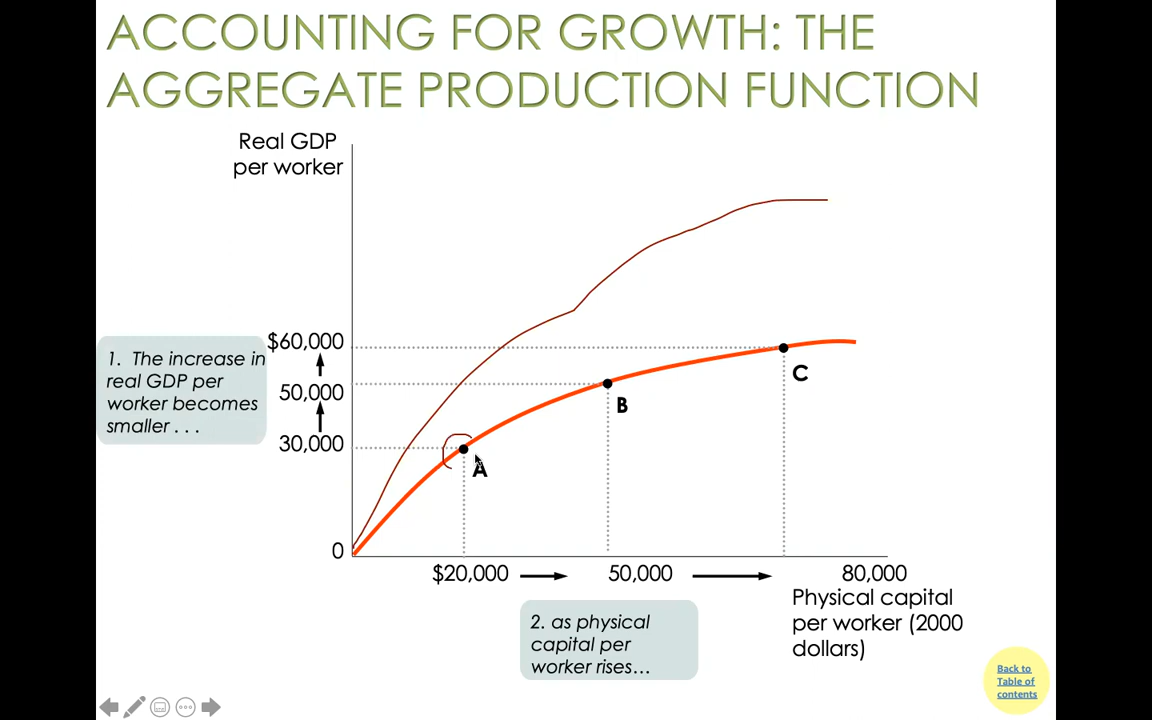 ACCOUNTING FOR GROWTH: THE
AGGREGATE PRODUCTION FUNCTION
Real GDP
per worker
$60,000
50,000
30,000
0
1. The increase in
real GDP per
worker becomes
smaller . . .
A
B
C
$20,000
50,000
80,000
Physical capital
per worker (2000
dollars)
2. as physical
capital per
worker rises...
Back to
Table of
contents